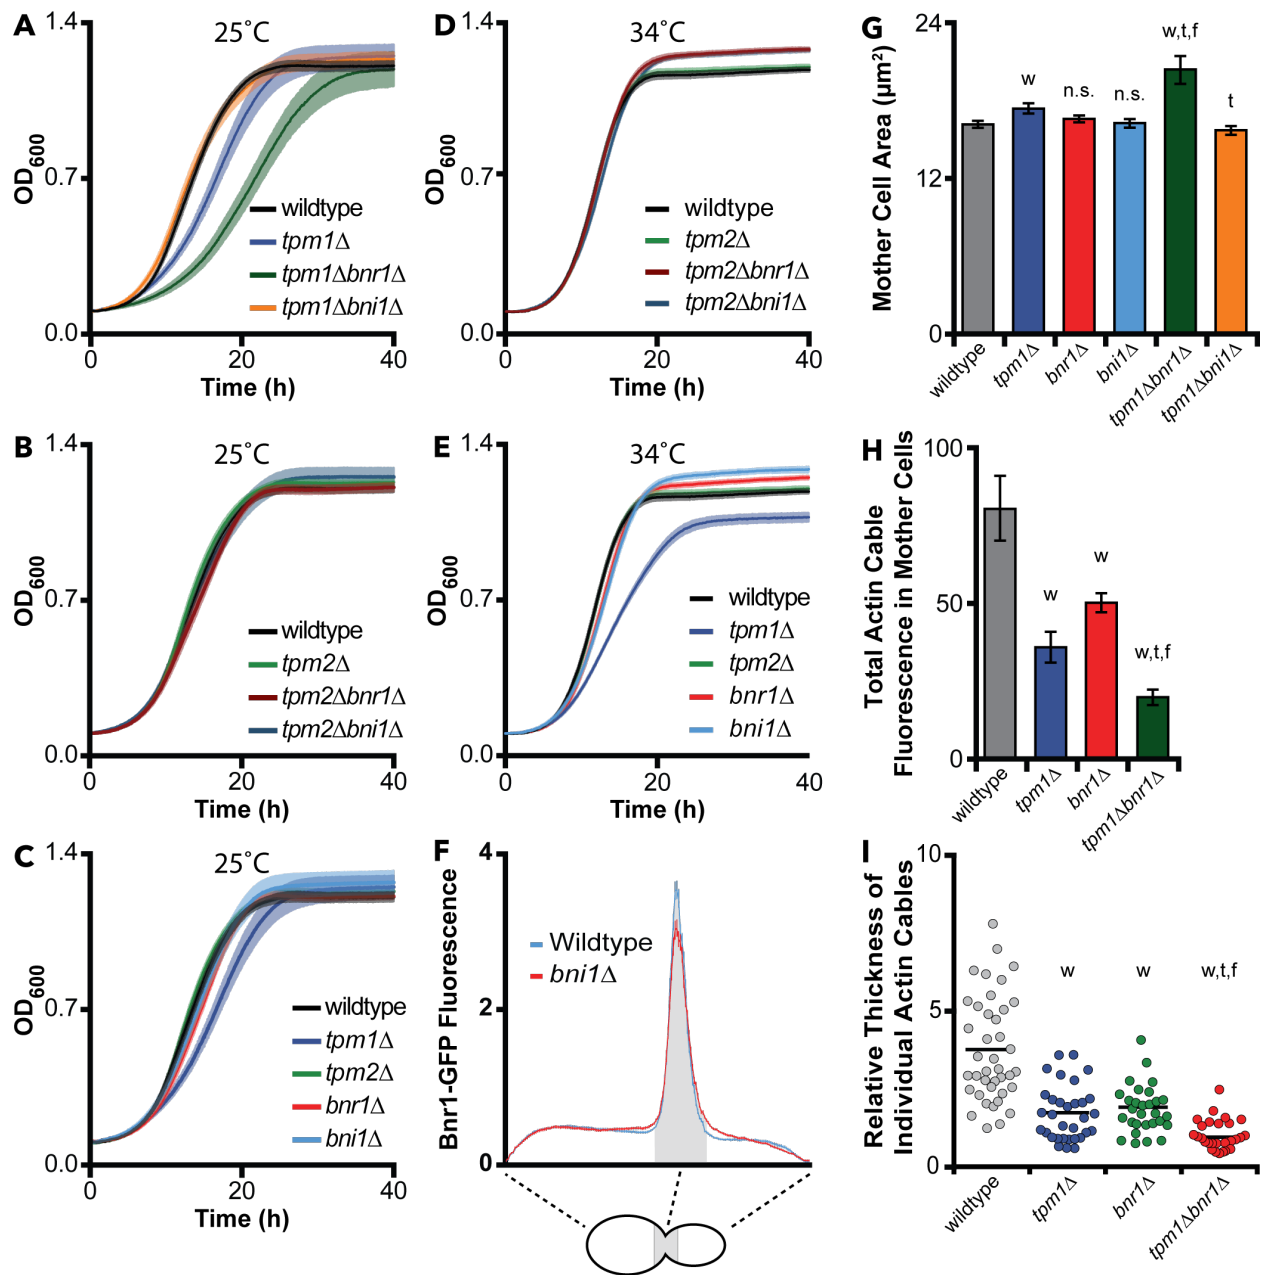 A
25˚C
1.4
0.7
0.0
OD600
wildtype
tpm1Δ
tpm1Δbnr1Δ
tpm1Δbni1Δ
0
20
40
Time (h)
B
25˚C
1.4
0.7
0.0
OD600
wildtype
tpm2Δ
tpm2Δbnr1Δ
tpm2Δbni1Δ
0
20
40
Time (h)
C
25˚C
1.4
0.7
0.0
OD600
wildtype
tpm1Δ
tpm2Δ
bnr1Δ
bni1Δ
0
20
40
Time (h)
D
34˚C
1.4
0.7
0.0
OD600
wildtype
tpm2Δ
tpm2Δbnr1Δ
tpm2Δbni1Δ
0
20
40
Time (h)
E
34˚C
1.4
0.7
0.0
OD600
wildtype
tpm1Δ
tpm2Δ
bnr1Δ
bni1Δ
0
20
40
Time (h)
F
4
2
0
Bnr1-GFP Fluorescence
Wildtype
bni1Δ
G
24
12
0
Mother Cell Area (µm²)
w
n.s.
n.s.
w,t,f
t
wildtype
tpm1Δ
bnr1Δ
bni1Δ
tpm1Δbnr1Δ
tpm1Δbni1Δ
H
100
50
0
Total Actin Cable
Fluorescence in Mother Cells
w
w
w,t,f
wildtype
tpm1Δ
bnr1Δ
tpm1Δbnr1Δ
I
10
5
0
Relative Thickness of
Individual Actin Cables
w
w
w,t,f
wildtype
tpm1Δ
bnr1Δ
tpm1Δbnr1Δ